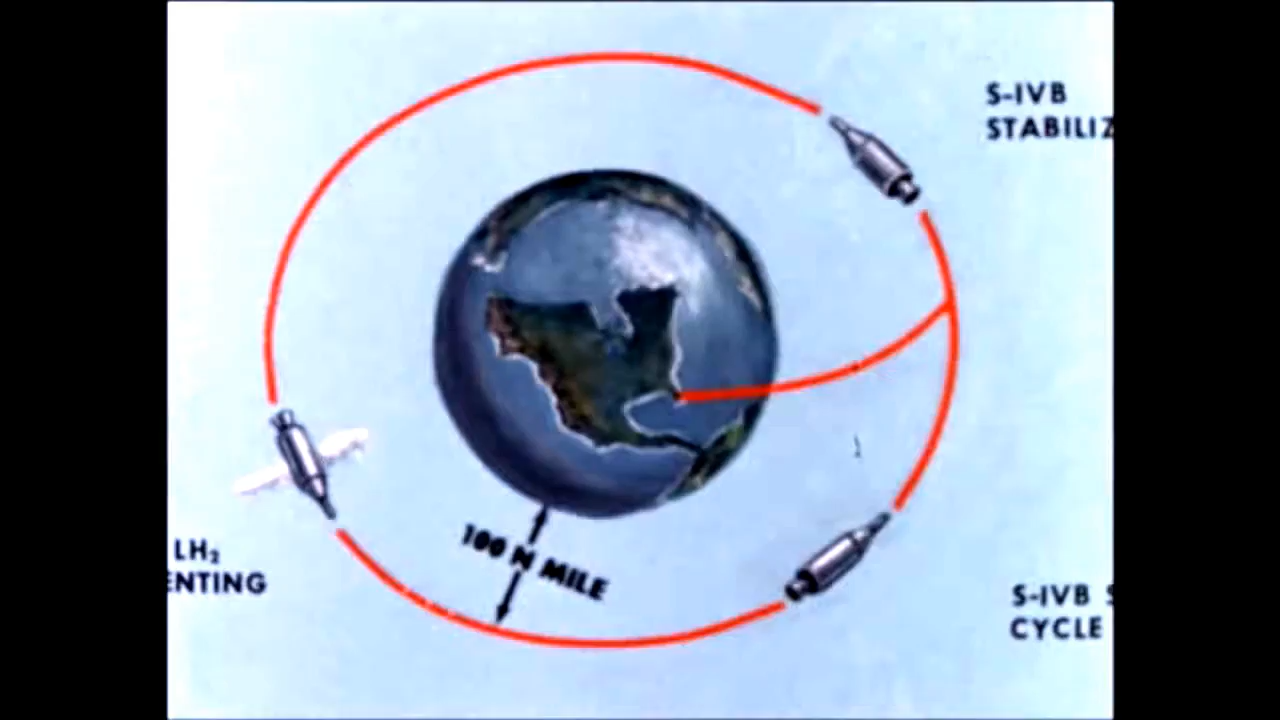 S-IVB
STABILIZ
100 N MILE
LH₂
ENTING
S-IVB S
CYCLE